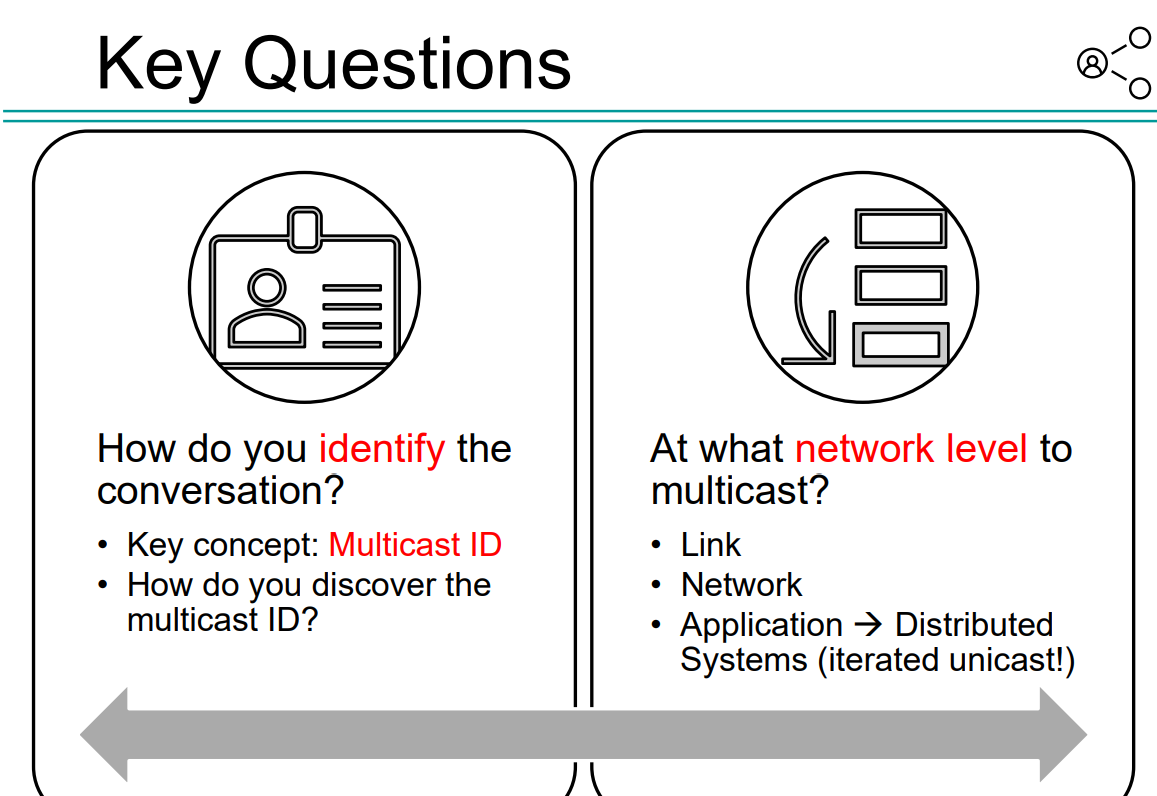 Key Questions
How do you identify the
conversation?
• Key concept: Multicast ID
• How do you discover the
multicast ID?
At what network level to
multicast?
• Link
• Network
• Application → Distributed
Systems (iterated unicast!)